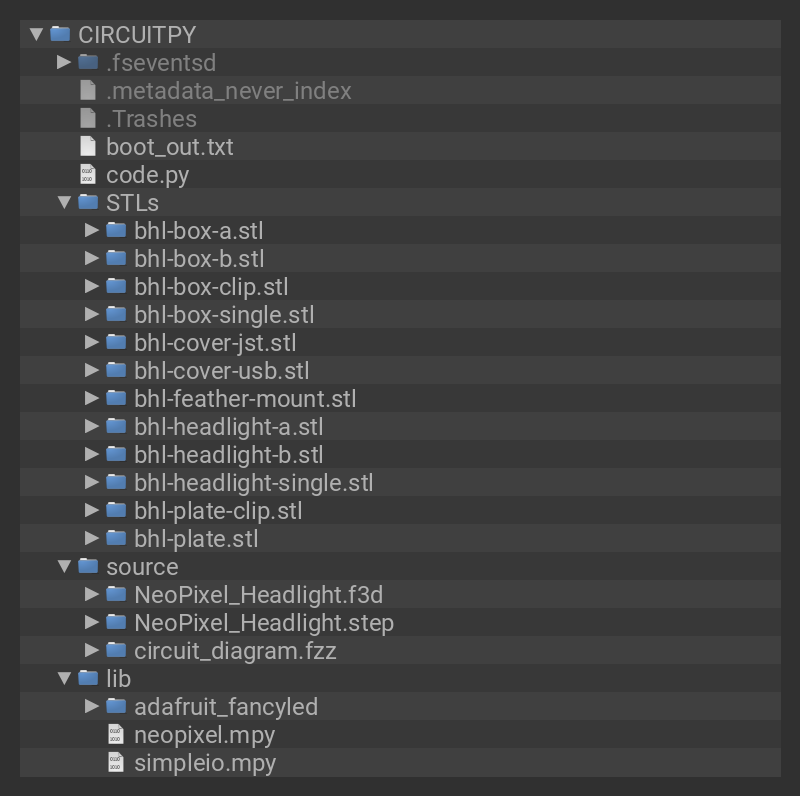 CIRCUITPY
.fseventsd
.metadata_never_index
.Trashes
boot_out.txt
code.py
STLs
bhl-box-a.stl
bhl-box-b.stl
bhl-box-clip.stl
bhl-box-single.stl
bhl-cover-jst.stl
bhl-cover-usb.stl
bhl-feather-mount.stl
bhl-headlight-a.stl
bhl-headlight-b.stl
bhl-headlight-single.stl
bhl-plate-clip.stl
bhl-plate.stl
source
NeoPixel_Headlight.f3d
NeoPixel_Headlight.step
circuit_diagram.fzz
lib
adafruit_fancyled
neopixel.mpy
simpleio.mpy